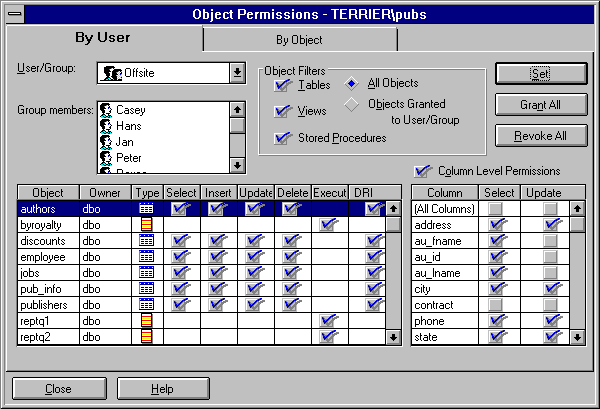 Object Permissions - TERRIER\pubs
By User
By Object
User/Group:
Offsite
Group members:
Casey
Hans
Jan
Peter
Object Filters
Tables
Views
Stored Procedures
All Objects
Objects Granted
to User/Group
Set
Grant All
Revoke All
Column Level Permissions
Object Owner Type Select Insert Update Delete Execut DRI
authors dbo
byroyalty dbo
discounts dbo
employee dbo
jobs dbo
pub_info dbo
publishers dbo
reptq1 dbo
reptq2 dbo
Column Select Update
(All Columns)
address
au_fname
au_id
au_lname
city
contract
phone
state
Close
Help